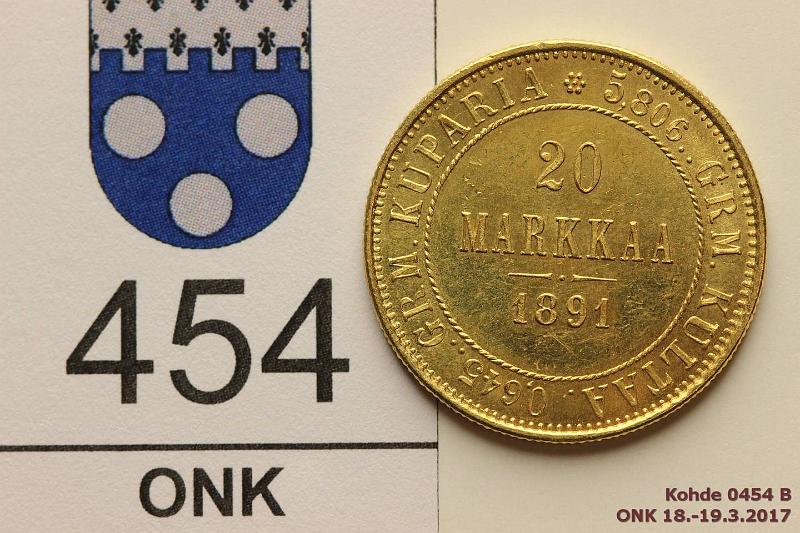 454
ONK
20
MARKKAA
1891
5,806.. GRM. KULTAA. 0,645.. GRM. KUPARIA
Kohde 0454 B
ONK 18.-19.3.2017